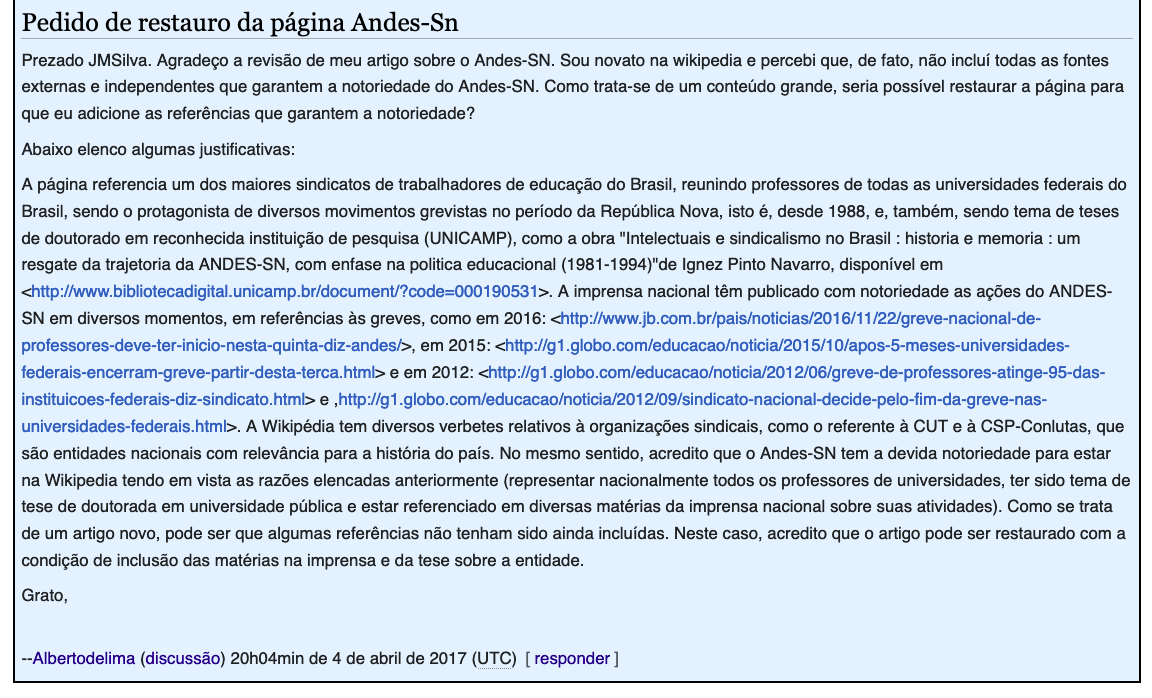 Pedido de restauro da página Andes-Sn
Prezado JMSilva. Agradeço a revisão de meu artigo sobre o Andes-SN. Sou novato na wikipedia e percebi que, de fato, não incluí todas as fontes
externas e independentes que garantem a notoriedade do Andes-SN. Como trata-se de um conteúdo grande, seria possível restaurar a página para
que eu adicione as referências que garantem a notoriedade?
Abaixo elenco algumas justificativas:
A página referencia um dos maiores sindicatos de trabalhadores de educação do Brasil, reunindo professores de todas as universidades federais do
Brasil, sendo o protagonista de diversos movimentos grevistas no período da República Nova, isto é, desde 1988, e, também, sendo tema de teses
de doutorado em reconhecida instituição de pesquisa (UNICAMP), como a obra "Intelectuais e sindicalismo no Brasil : historia e memoria : um
resgate da trajetoria da ANDES-SN, com enfase na politica educacional (1981-1994)"de Ignez Pinto Navarro, disponível em
<http://www.bibliotecadigital.unicamp.br/document/?code=000190531>. A imprensa nacional têm publicado com notoriedade as ações do ANDES-
SN em diversos momentos, em referências às greves, como em 2016: <http://www.jb.com.br/pais/noticias/2016/11/22/greve-nacional-de-
professores-deve-ter-inicio-nesta-quinta-diz-andes/>, em 2015: <http://g1.globo.com/educacao/noticia/2015/10/apos-5-meses-universidades-
federais-encerram-greve-partir-desta-terca.html> e em 2012: <http://g1.globo.com/educacao/noticia/2012/06/greve-de-professores-atinge-95-das-
instituicoes-federais-diz-sindicato.html> e ,http://g1.globo.com/educacao/noticia/2012/09/sindicato-nacional-decide-pelo-fim-da-greve-nas-
universidades-federais.html>. A Wikipédia tem diversos verbetes relativos à organizações sindicais, como o referente à CUT e à CSP-Conlutas, que
são entidades nacionais com relevância para a história do país. No mesmo sentido, acredito que o Andes-SN tem a devida notoriedade para estar
na Wikipedia tendo em vista as razões elencadas anteriormente (representar nacionalmente todos os professores de universidades, ter sido tema de
tese de doutorada em universidade pública e estar referenciado em diversas matérias da imprensa nacional sobre suas atividades). Como se trata
de um artigo novo, pode ser que algumas referências não tenham sido ainda incluídas. Neste caso, acredito que o artigo pode ser restaurado com a
condição de inclusão das matérias na imprensa e da tese sobre a entidade.
Grato,
--Albertodelima (discussão) 20h04min de 4 de abril de 2017 (UTC) [ responder ]